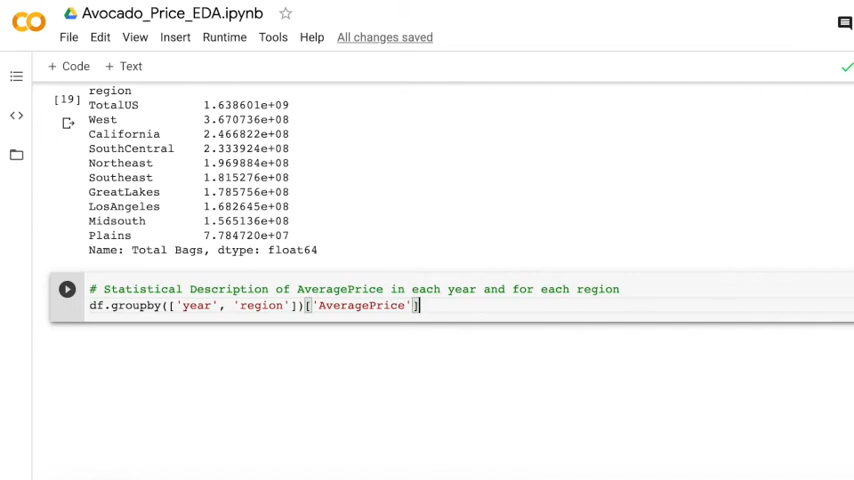 Avocado_Price_EDA.ipynb
File Edit View Insert Runtime Tools Help All changes saved
+ Code + Text
region
[19]
TotalUS 1.638601e+09
West 3.670736e+08
California 2.466822e+08
SouthCentral 2.333924e+08
Northeast 1.969884e+08
Southeast 1.815276e+08
GreatLakes 1.785756e+08
LosAngeles 1.682645e+08
Midsouth 1.565136e+08
Plains 7.784720e+07
Name: Total Bags, dtype: float64
# Statistical Description of AveragePrice in each year and for each region
df.groupby(['year', 'region'])['AveragePrice']